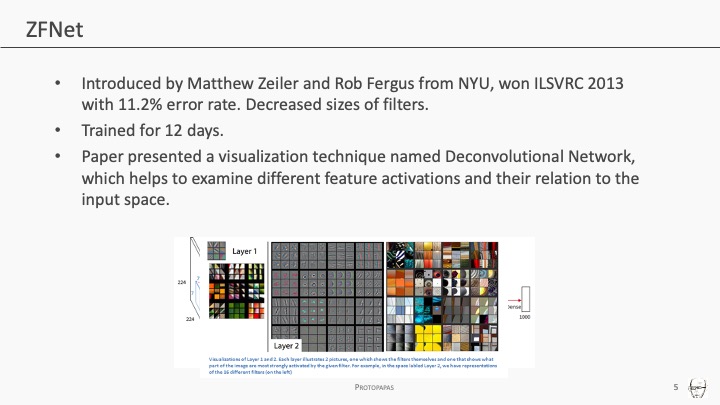 ZFNet
• Introduced by Matthew Zeiler and Rob Fergus from NYU, won ILSVRC 2013
with 11.2% error rate. Decreased sizes of filters.
• Trained for 12 days.
• Paper presented a visualization technique named Deconvolutional Network,
which helps to examine different feature activations and their relation to the
input space.
Layer 1
224
224
1000
Layer 2
Visualizations of Layer 1 and 2. Each layer illustrates 2 pictures, one which shows the filters themselves and one that shows what
part of the image are most strongly activated by the given filter. For example, in the space labled Layer 2, we have representations
of the 16 different filters (on the left)
PROTOPAPAS
5